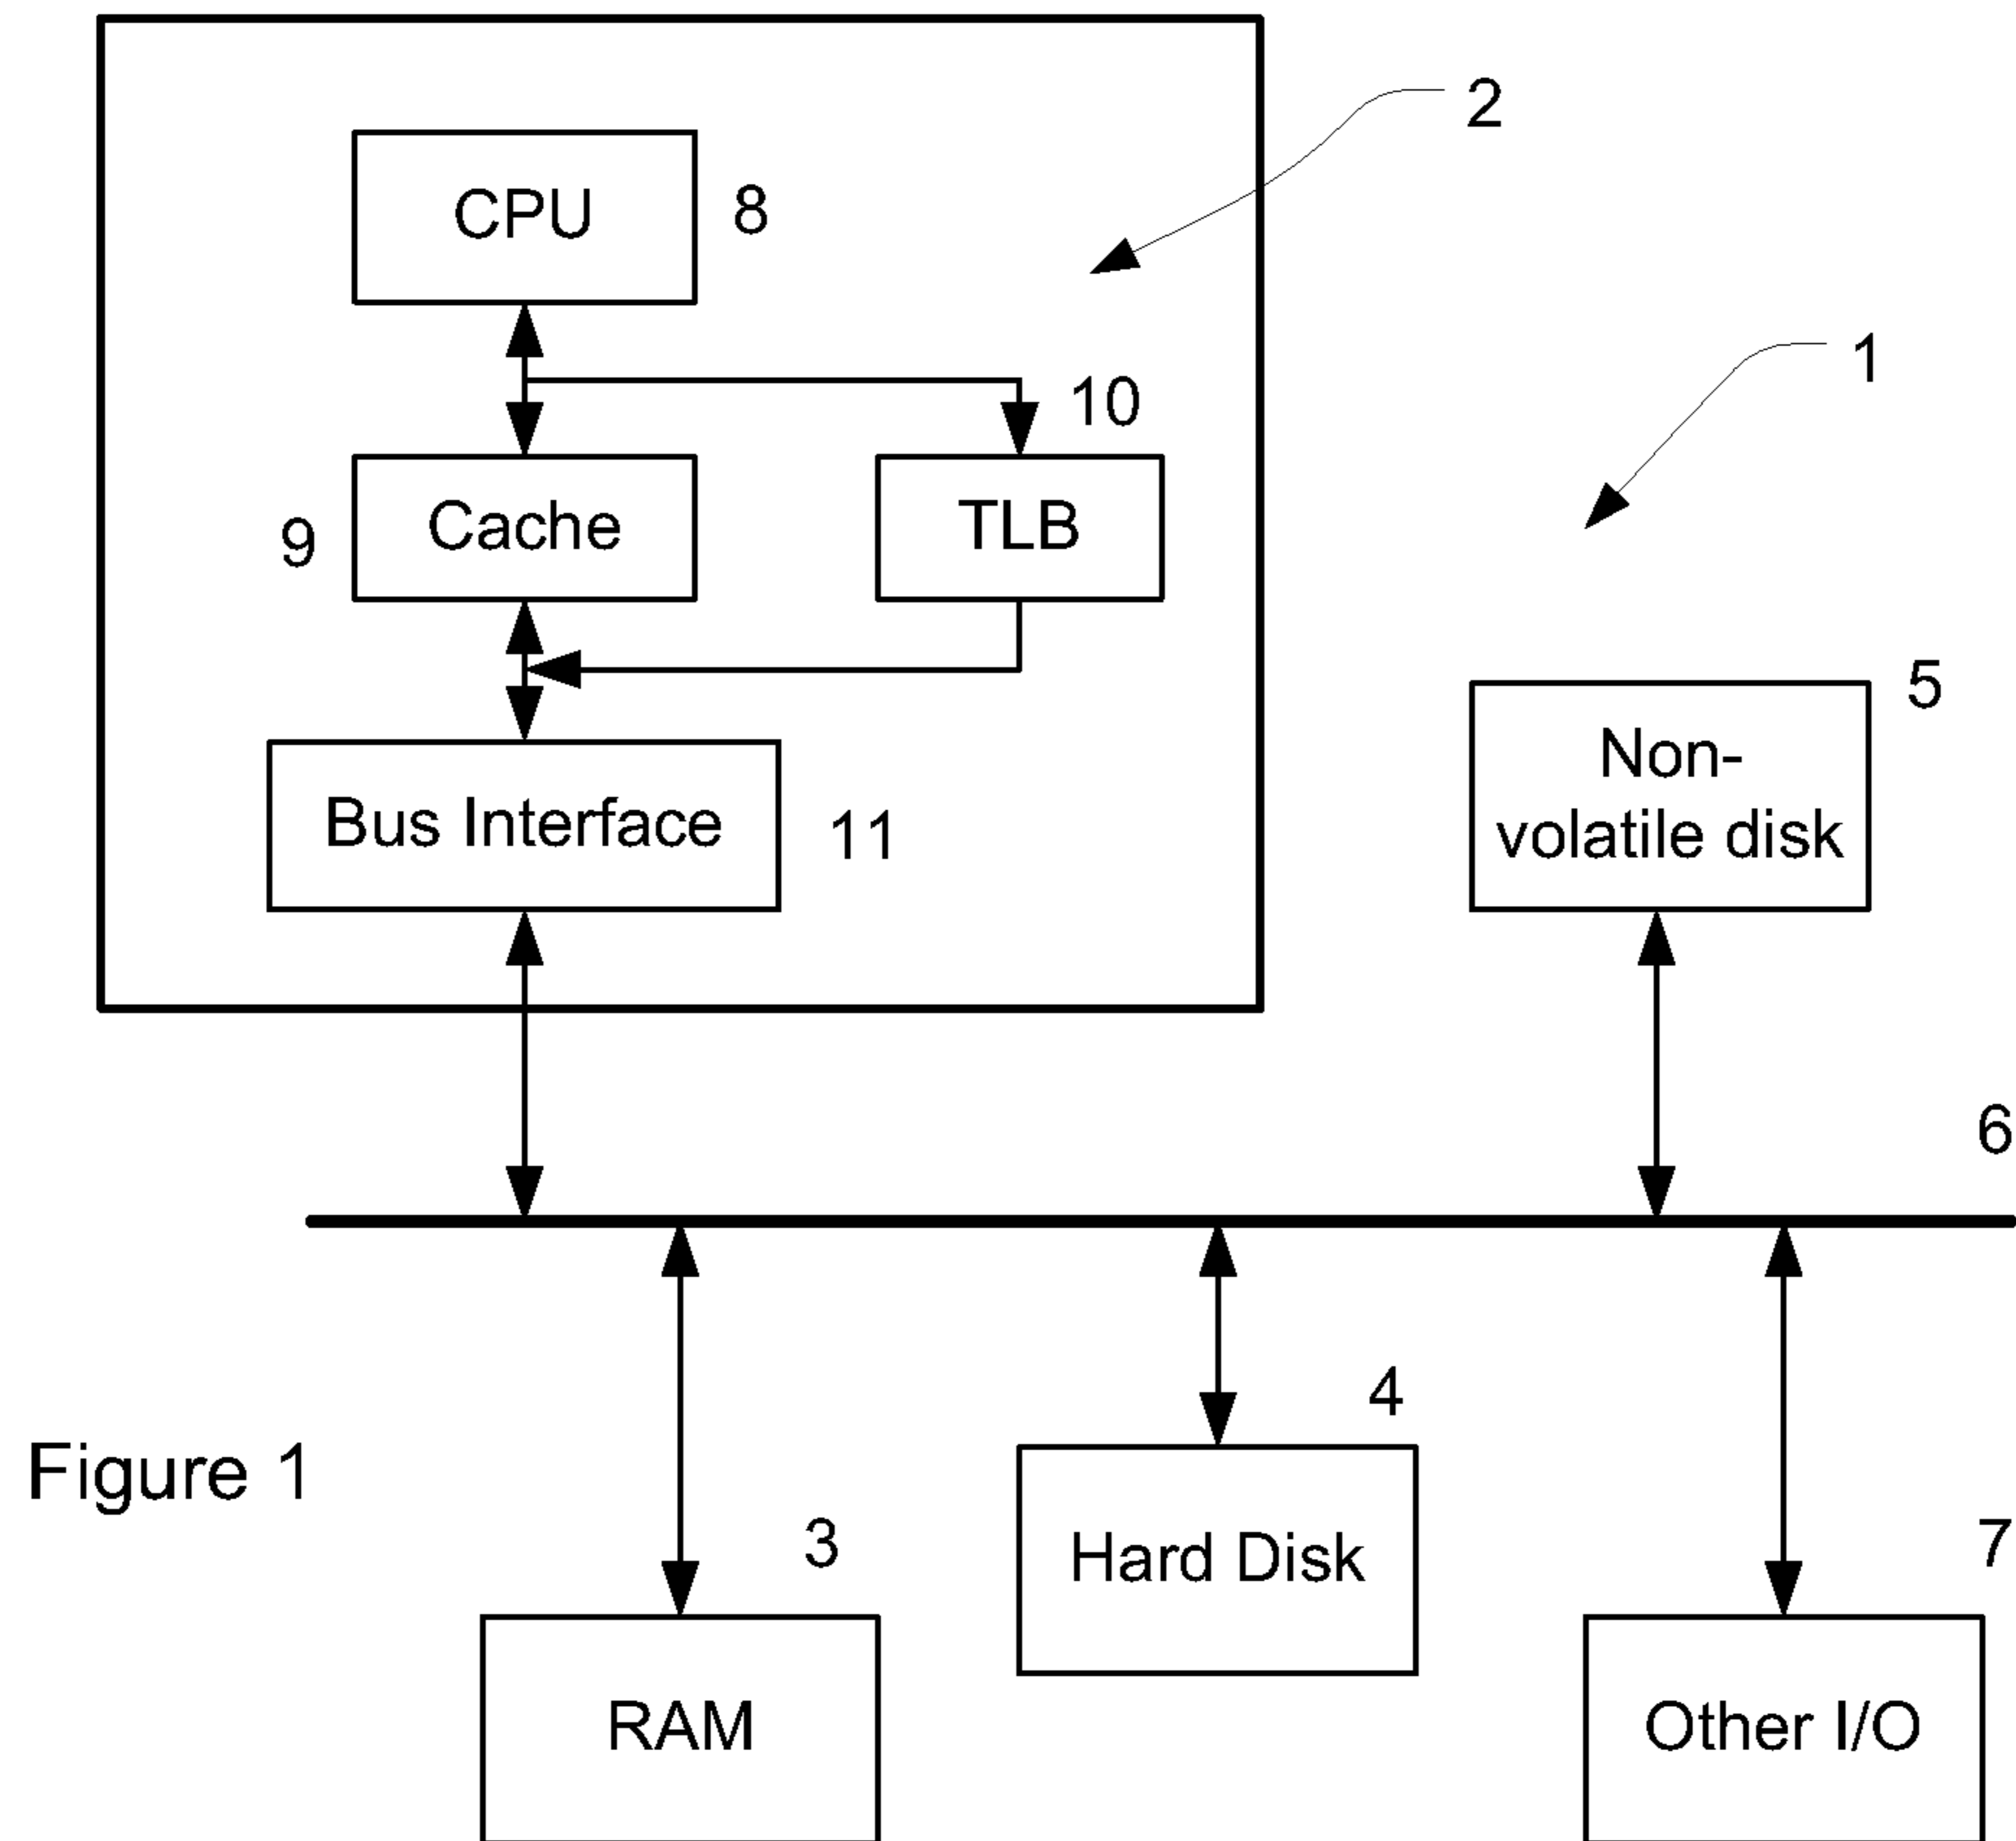 2
CPU
8
1
10
Cache
TLB
9
5
Non-
volatile disk
Bus Interface
11
6
4
Figure 1
3
Hard Disk
7
RAM
Other I/O